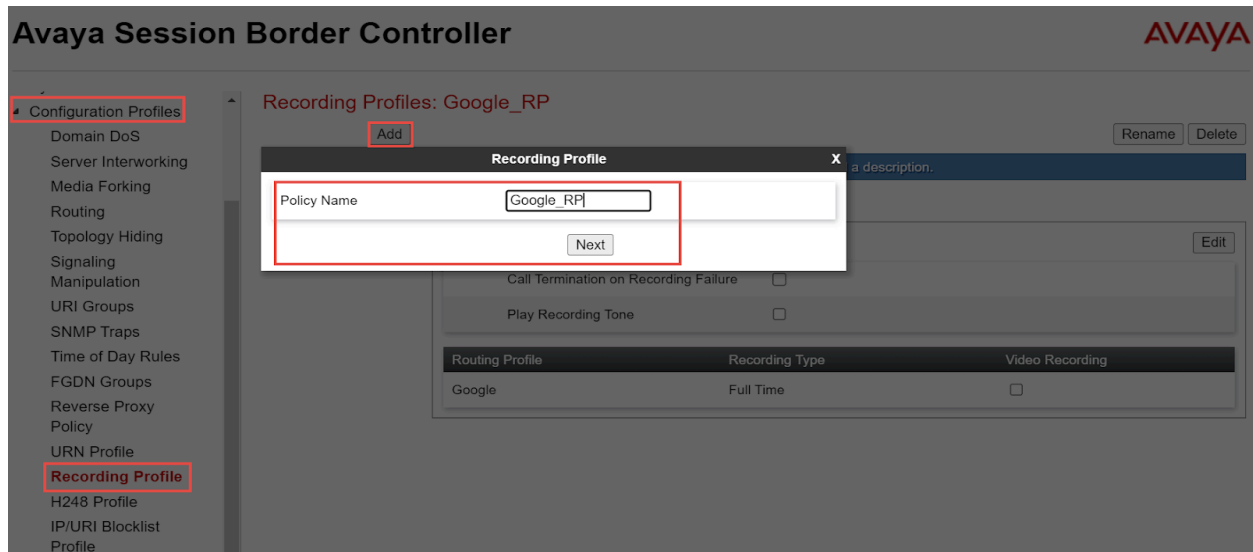 Avaya Session Border Controller
AVAYA
Configuration Profiles
Domain DoS
Server Interworking
Media Forking
Routing
Topology Hiding
Signaling
Manipulation
URI Groups
SNMP Traps
Time of Day Rules
FGDN Groups
Reverse Proxy
Policy
URN Profile
Recording Profile
H248 Profile
IP/URI Blocklist
Profile
Recording Profiles: Google_RP
Add
Rename Delete
a description.
Recording Profile X
Policy Name Google_RP
Next
Edit
Call Termination on Recording Failure
Play Recording Tone
Routing Profile Recording Type Video Recording
Google Full Time